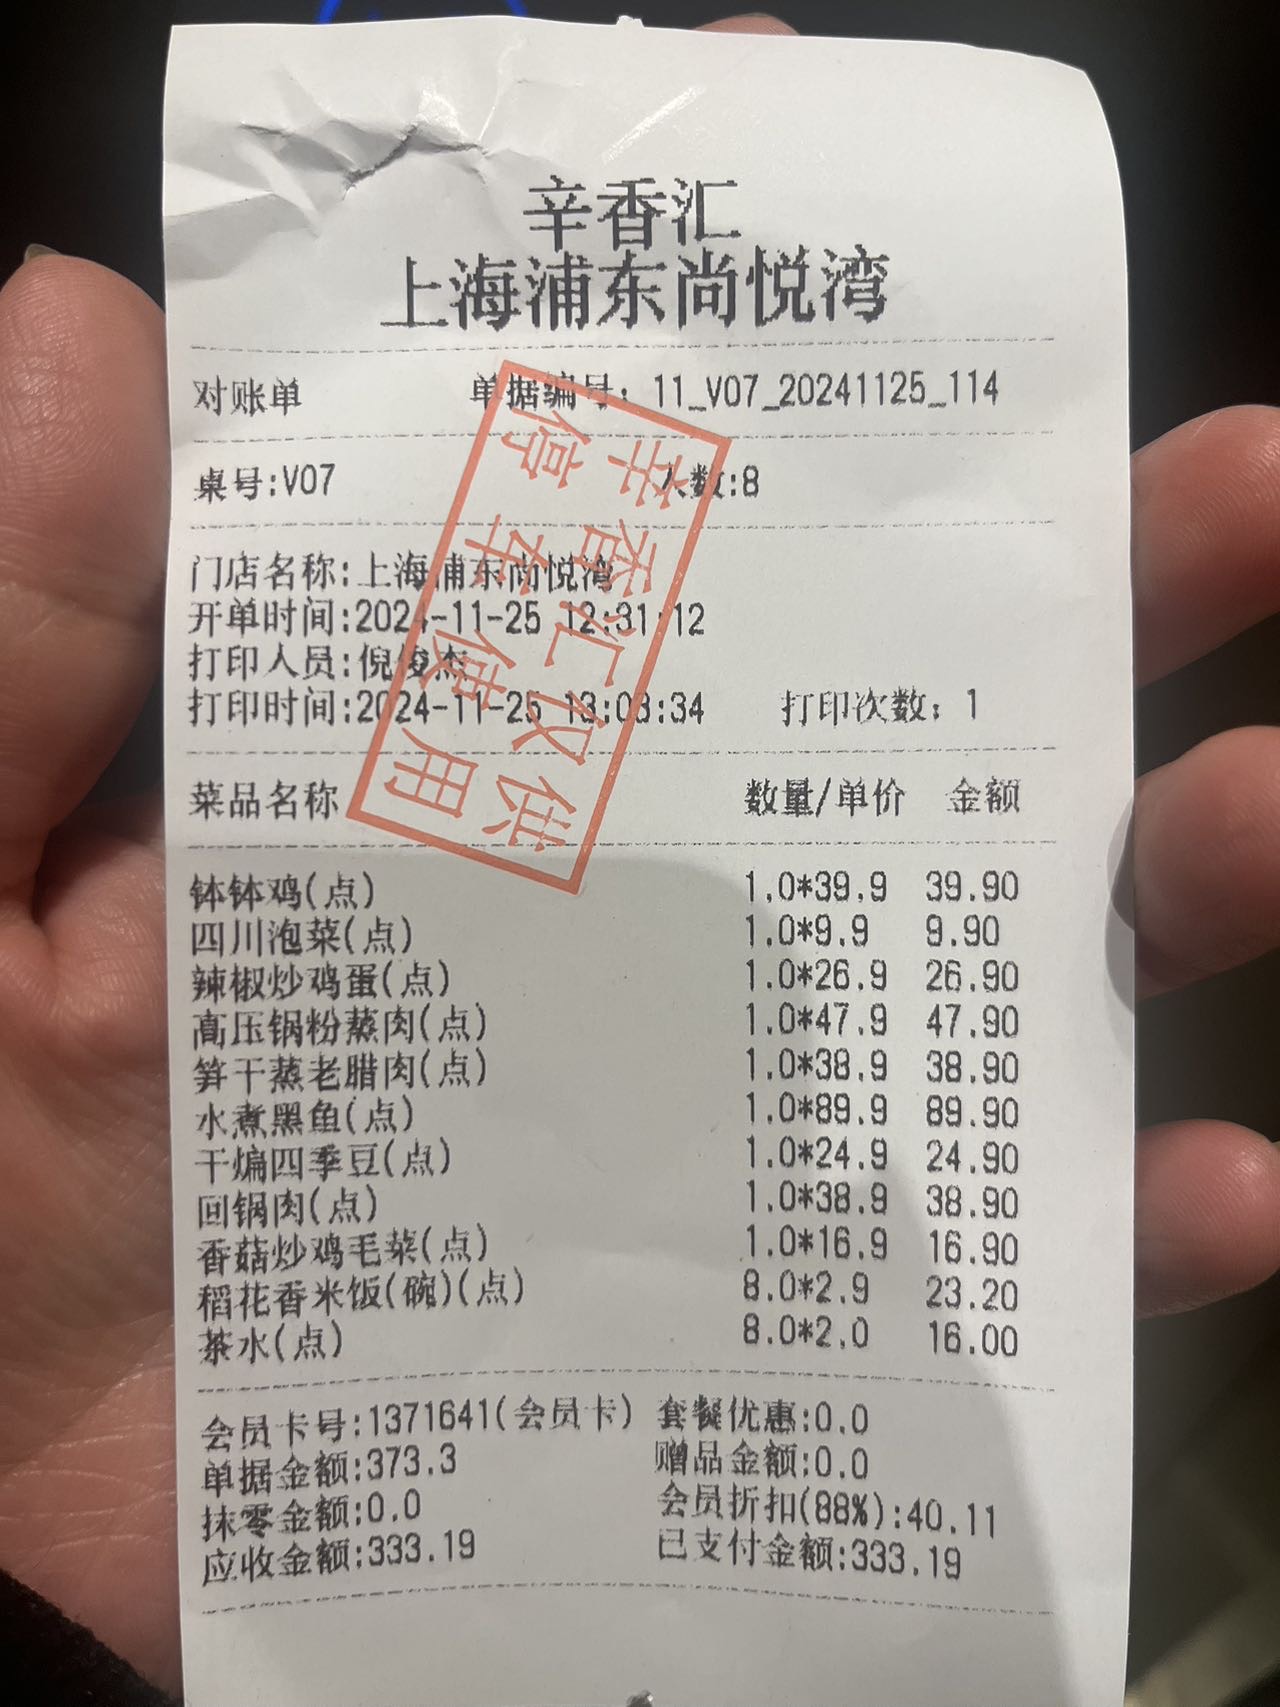 辛香汇
上海浦东尚悦湾
对账单 单据编号：11_V07_20241125_114
桌号:V07 人数:8
门店名称:上海浦东尚悦湾
开单时间:2024-11-25 12:31:12
打印人员:倪俊杰
打印时间:2024-11-25 13:03:34 打印次数：1
辛香汇仅供
停车使用
菜品名称 数量/单价 金额
钵钵鸡(点) 1.0*39.9 39.90
四川泡菜(点) 1.0*9.9 9.90
辣椒炒鸡蛋(点) 1.0*26.9 26.90
高压锅粉蒸肉(点) 1.0*47.9 47.90
笋干蒸老腊肉(点) 1.0*38.9 38.90
水煮黑鱼(点) 1.0*89.9 89.90
干煸四季豆(点) 1.0*24.9 24.90
回锅肉(点) 1.0*38.9 38.90
香菇炒鸡毛菜(点) 1.0*16.9 16.90
稻花香米饭(碗)(点) 8.0*2.9 23.20
茶水(点) 8.0*2.0 16.00
会员卡号:1371641(会员卡) 套餐优惠:0.0
单据金额:373.3 赠品金额:0.0
抹零金额:0.0 会员折扣(88%):40.11
应收金额:333.19 已支付金额:333.19